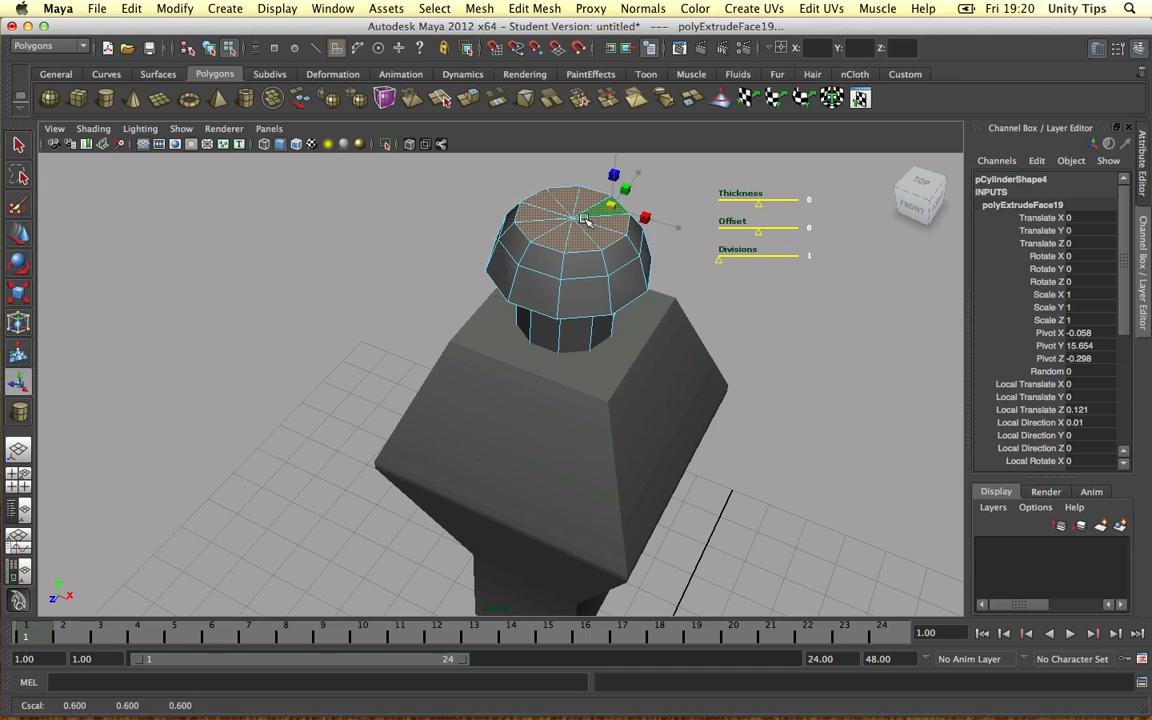 Maya File Edit Modify Create Display Window Assets Select Mesh Edit Mesh Proxy Normals Color Create UVs Edit UVs Muscle Help Fri 19:20 Unity Tips
Autodesk Maya 2012 x64 - Student Version: untitled* --- polyExtrudeFace19...
Polygons X: Y: Z:
General Curves Surfaces Polygons Subdivs Deformation Animation Dynamics Rendering PaintEffects Toon Muscle Fluids Fur Hair nCloth Custom
View Shading Lighting Show Renderer Panels
Channel Box / Layer Editor
Channels Edit Object Show
pCylinderShape4
INPUTS
polyExtrudeFace19
Translate X 0
Translate Y 0
Translate Z 0
Rotate X 0
Rotate Y 0
Rotate Z 0
Scale X 1
Scale Y 1
Scale Z 1
Pivot X -0.058
Pivot Y 15.654
Pivot Z -0.298
Random 0
Local Translate X 0
Local Translate Y 0
Local Translate Z 0.121
Local Direction X 0.01
Local Direction Y 0
Local Direction Z 0
Local Rotate X 0
Attribute Editor
Channel Box / Layer Editor
Thickness 0
Offset 0
Divisions 1
TOP
FRONT
Display Render Anim
Layers Options Help
y
z x
persp
1 2 3 4 5 6 7 8 9 10 11 12 13 14 15 16 17 18 19 20 21 22 23 24
1
1.00
1.00 1.00 1 24 24.00 48.00 No Anim Layer No Character Set
MEL
Cscal: 0.600 0.600 0.600